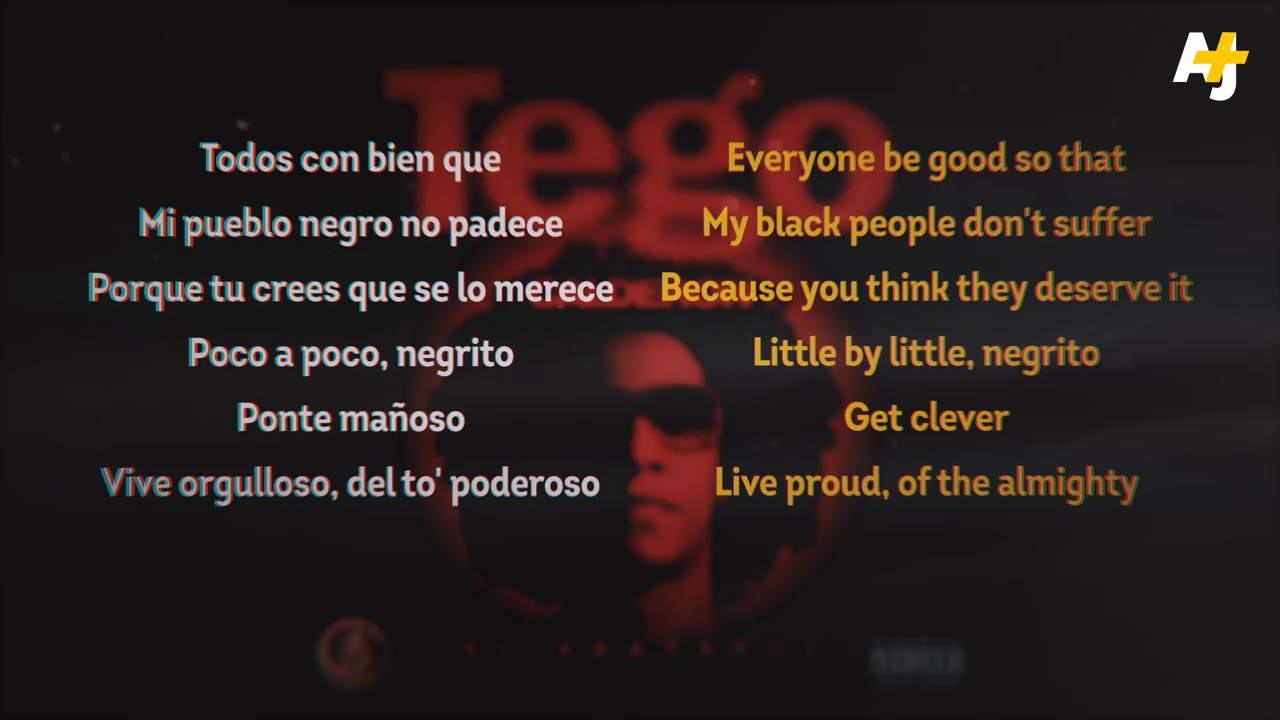 AJ+
Tego
Todos con bien que
Mi pueblo negro no padece
Porque tu crees que se lo merece
Poco a poco, negrito
Ponte mañoso
Vive orgulloso, del to' poderoso
Everyone be good so that
My black people don't suffer
Because you think they deserve it
Little by little, negrito
Get clever
Live proud, of the almighty